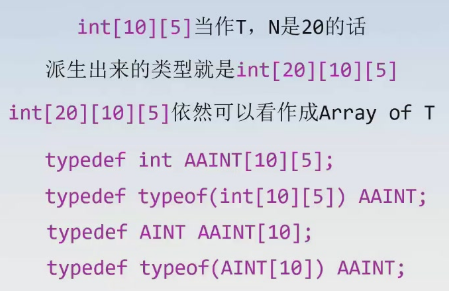 int[10][5]当作T，N是20的话
派生出来的类型就是int[20][10][5]
int[20][10][5]依然可以看作成Array of T
typedef int AAINT[10][5];
typedef typeof(int[10][5]) AAINT;
typedef AINT AAINT[10];
typedef typeof(AINT[10]) AAINT;